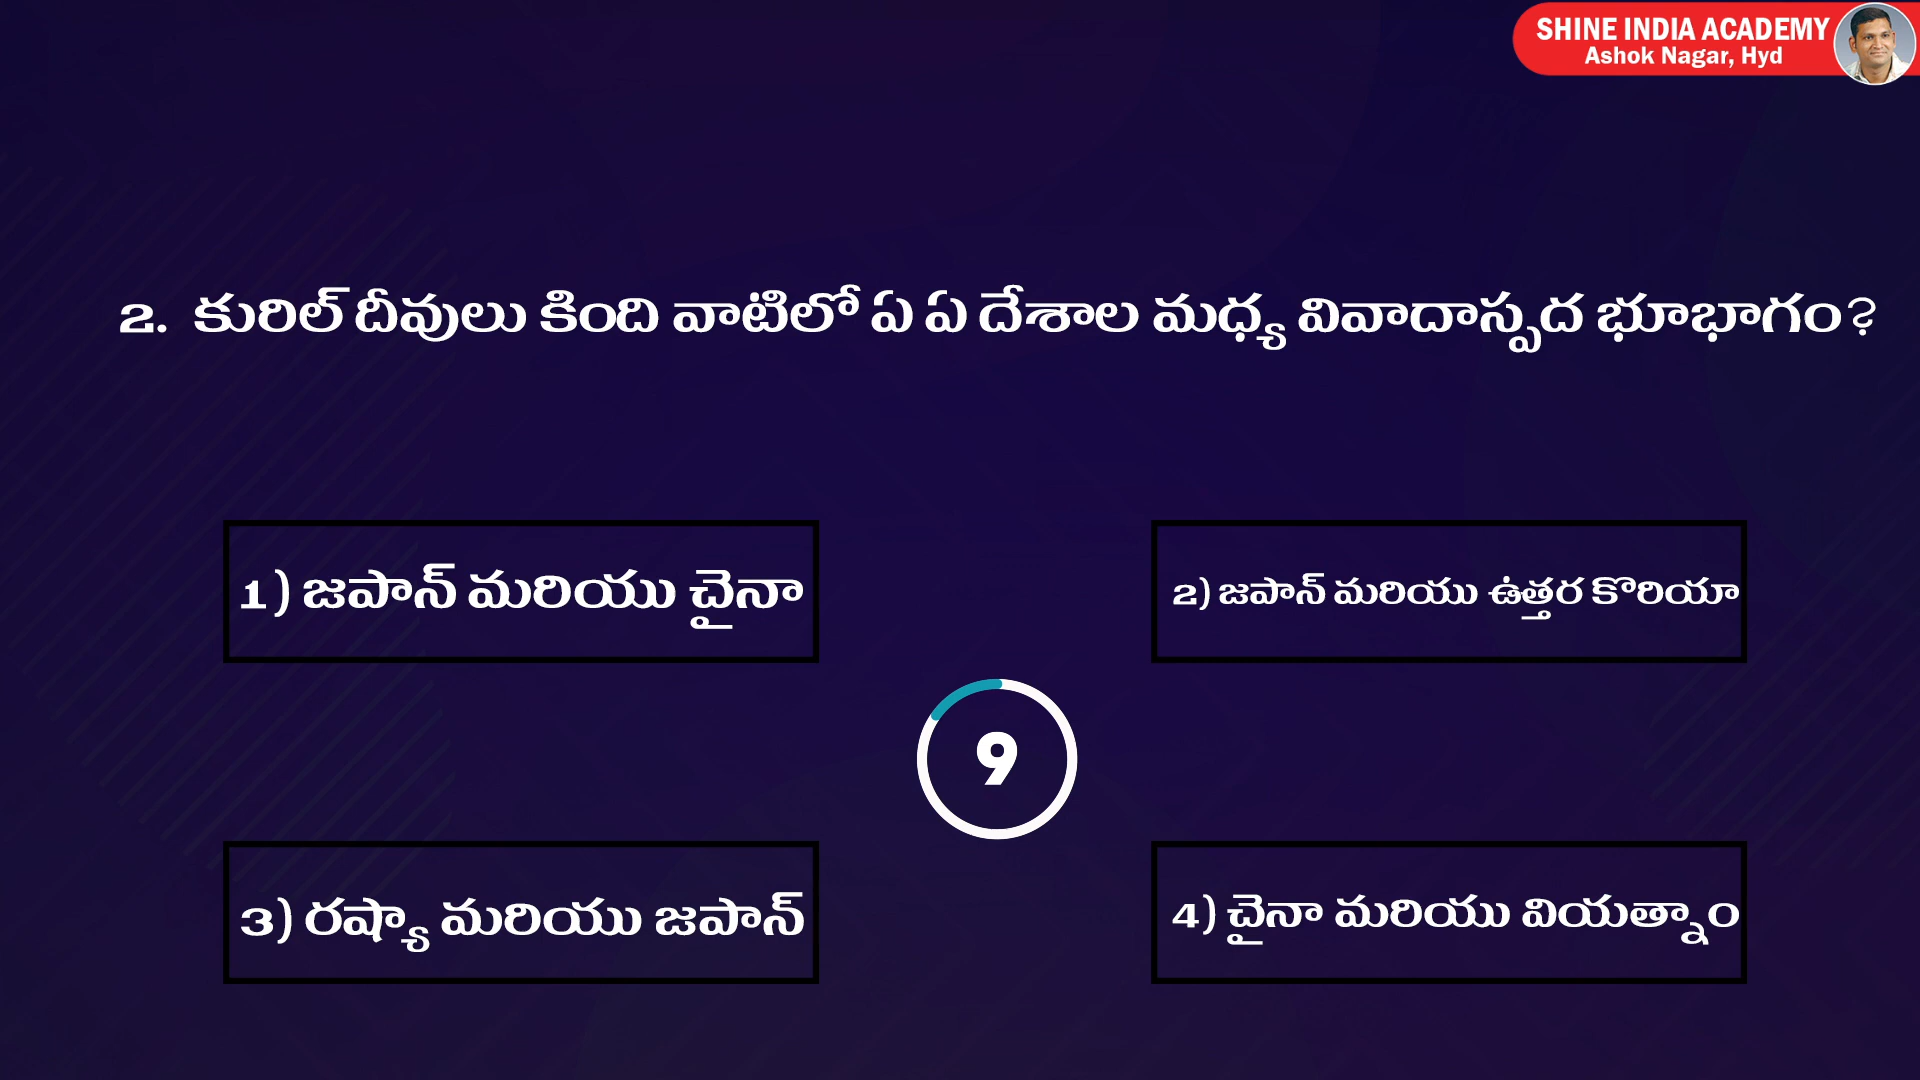 SHINE INDIA ACADEMY
Ashok Nagar, Hyd
2. కురిల్ దీవులు కింది వాటిలో ఏ ఏ దేశాల మధ్య వివాదాస్పద భూభాగం?
1) జపాన్ మరియు చైనా
2) జపాన్ మరియు ఉత్తర కొరియా
9
3) రష్యా మరియు జపాన్
4) చైనా మరియు వియత్నాం